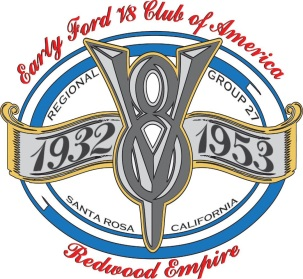 Early Ford V8 Club of America
REGIONAL GROUP 27
1932 V8 1953
SANTA ROSA CALIFORNIA
Redwood Empire